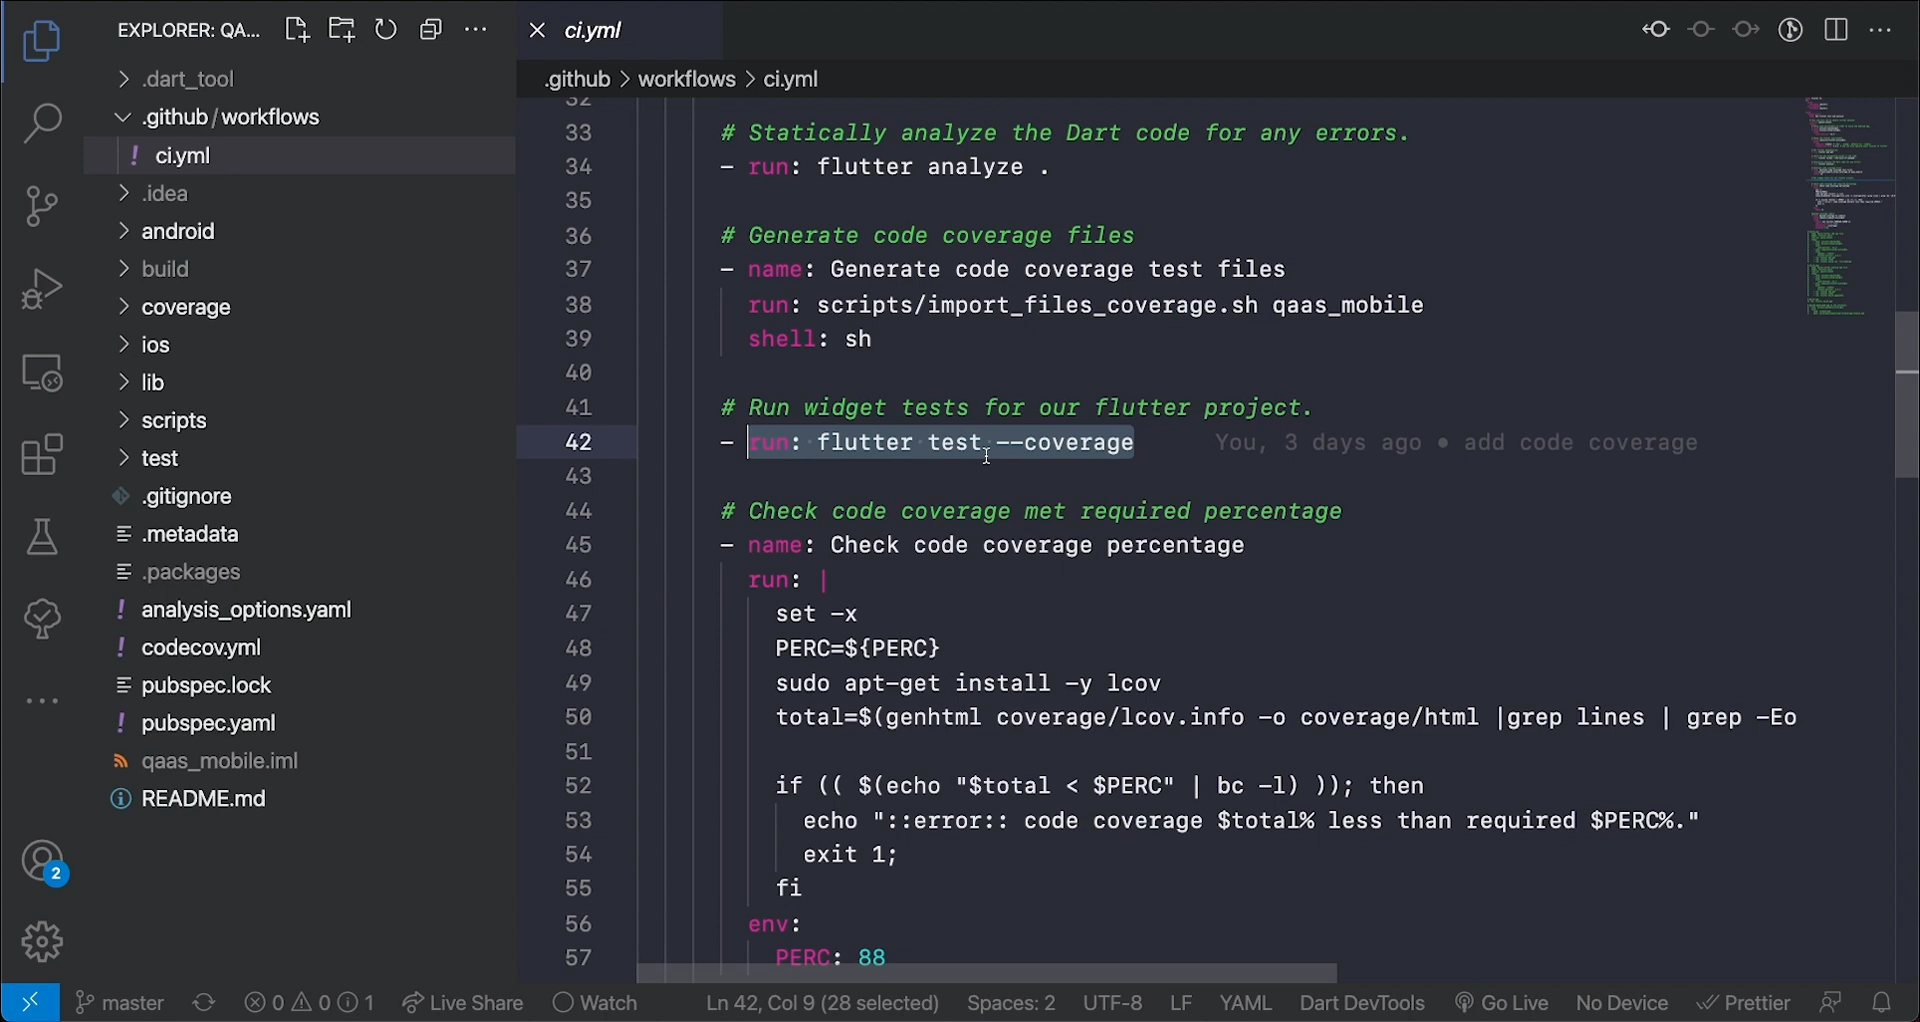 EXPLORER: QA...
ci.yml
.github > workflows > ci.yml
.dart_tool
.github/workflows
! ci.yml
.idea
android
build
coverage
ios
lib
scripts
test
.gitignore
.metadata
.packages
! analysis_options.yaml
! codecov.yml
pubspec.lock
! pubspec.yaml
qaas_mobile.iml
README.md
2
32
33 # Statically analyze the Dart code for any errors.
34 - run: flutter analyze .
35
36 # Generate code coverage files
37 - name: Generate code coverage test files
38 run: scripts/import_files_coverage.sh qaas_mobile
39 shell: sh
40
41 # Run widget tests for our flutter project.
42 - run: flutter test --coverage You, 3 days ago • add code coverage
43
44 # Check code coverage met required percentage
45 - name: Check code coverage percentage
46 run: |
47 set -x
48 PERC=${PERC}
49 sudo apt-get install -y lcov
50 total=$(genhtml coverage/lcov.info -o coverage/html |grep lines | grep -Eo
51
52 if (( $(echo "$total < $PERC" | bc -l) )); then
53 echo "::error:: code coverage $total% less than required $PERC%."
54 exit 1;
55 fi
56 env:
57 PERC: 88
master 0 0 1 Live Share Watch Ln 42, Col 9 (28 selected) Spaces: 2 UTF-8 LF YAML Dart DevTools Go Live No Device Prettier